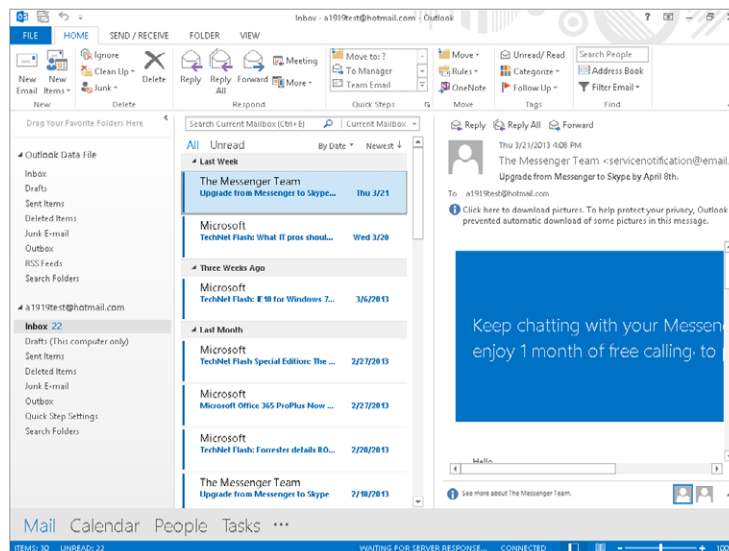 Inbox - a1919test@hotmail.com - Outlook
FILE HOME SEND / RECEIVE FOLDER VIEW
New Email
New Items
Ignore
Clean Up
Junk
Delete
Reply
Reply All
Forward
Meeting
More
Move to: ?
To Manager
Team Email
Move
Rules
OneNote
Unread/ Read
Categorize
Follow Up
Search People
Address Book
Filter Email
New Delete Respond Quick Steps Move Tags Find
Drag Your Favorite Folders Here
Outlook Data File
Inbox
Drafts
Sent Items
Deleted Items
Junk E-mail
Outbox
RSS Feeds
Search Folders
a1919test@hotmail.com
Inbox 22
Drafts (This computer only)
Sent Items
Deleted Items
Junk E-mail
Outbox
Quick Step Settings
Search Folders
Search Current Mailbox (Ctrl+E) Current Mailbox
All Unread By Date Newest
Last Week
The Messenger Team
Upgrade from Messenger to Skype... Thu 3/21
Microsoft
TechNet Flash: What IT pros shoul... Wed 3/20
Three Weeks Ago
Microsoft
TechNet Flash: IE 10 for Windows 7... 3/6/2013
Last Month
Microsoft
TechNet Flash Special Edition: The ... 2/27/2013
Microsoft
Microsoft Office 365 ProPlus Now ... 2/27/2013
Microsoft
TechNet Flash: Forrester details RO... 2/20/2013
The Messenger Team
Upgrade from Messenger to Skype 2/18/2013
Reply Reply All Forward
Thu 3/21/2013 4:08 PM
The Messenger Team <servicenotification@email.
Upgrade from Messenger to Skype by April 8th.
To a1919test@hotmail.com
Click here to download pictures. To help protect your privacy, Outlook
prevented automatic download of some pictures in this message.
Keep chatting with your Messen
enjoy 1 month of free calling, to
Hello
See more about The Messenger Team.
Mail Calendar People Tasks ...
ITEMS: 30 UNREAD: 22 WAITING FOR SERVER RESPONSE... CONNECTED 100